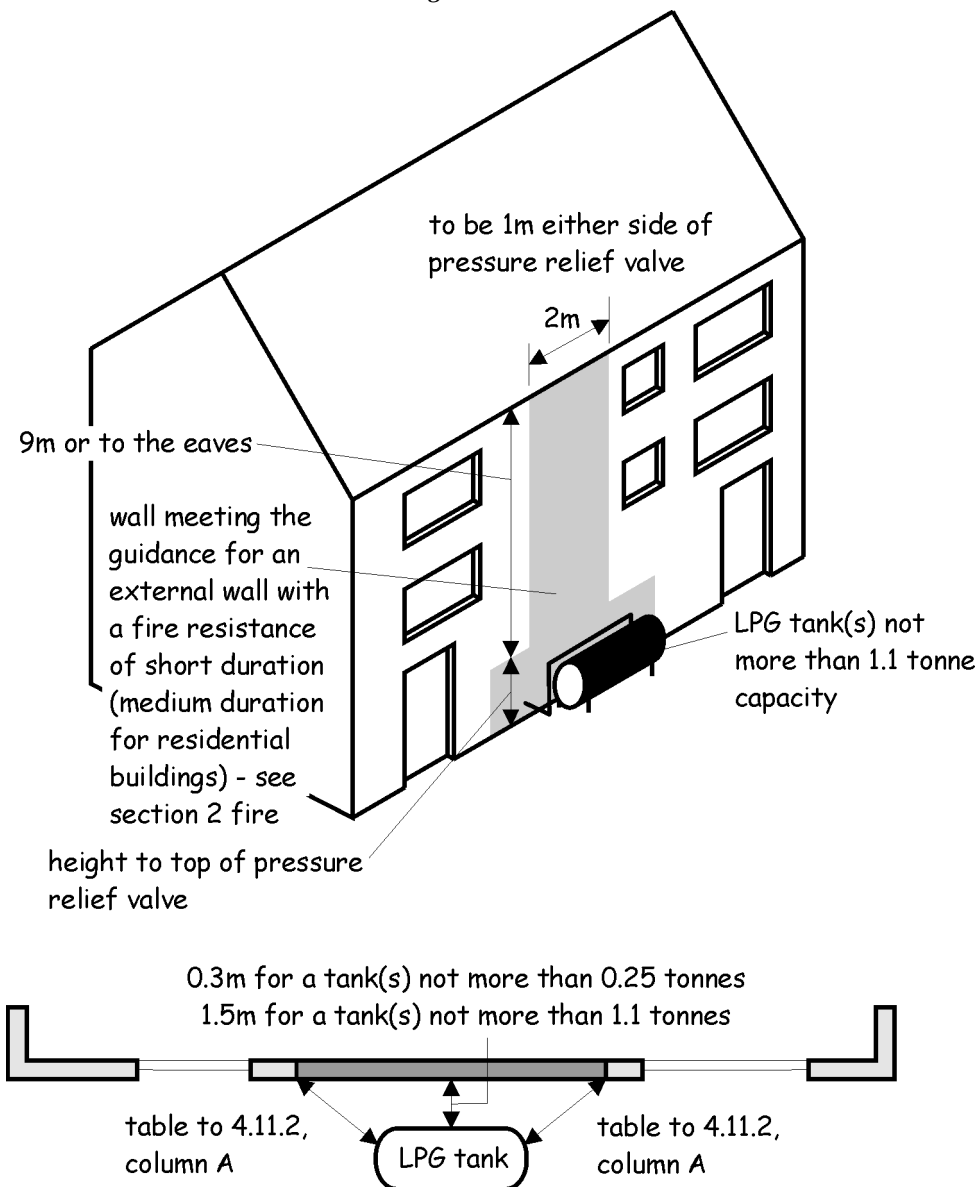 to be 1m either side of
pressure relief valve
2m
9m or to the eaves
wall meeting the
guidance for an
external wall with
a fire resistance
of short duration
(medium duration
for residential
buildings) - see
section 2 fire
LPG tank(s) not
more than 1.1 tonne
capacity
height to top of pressure
relief valve
0.3m for a tank(s) not more than 0.25 tonnes
1.5m for a tank(s) not more than 1.1 tonnes
table to 4.11.2,
column A
LPG tank
table to 4.11.2,
column A